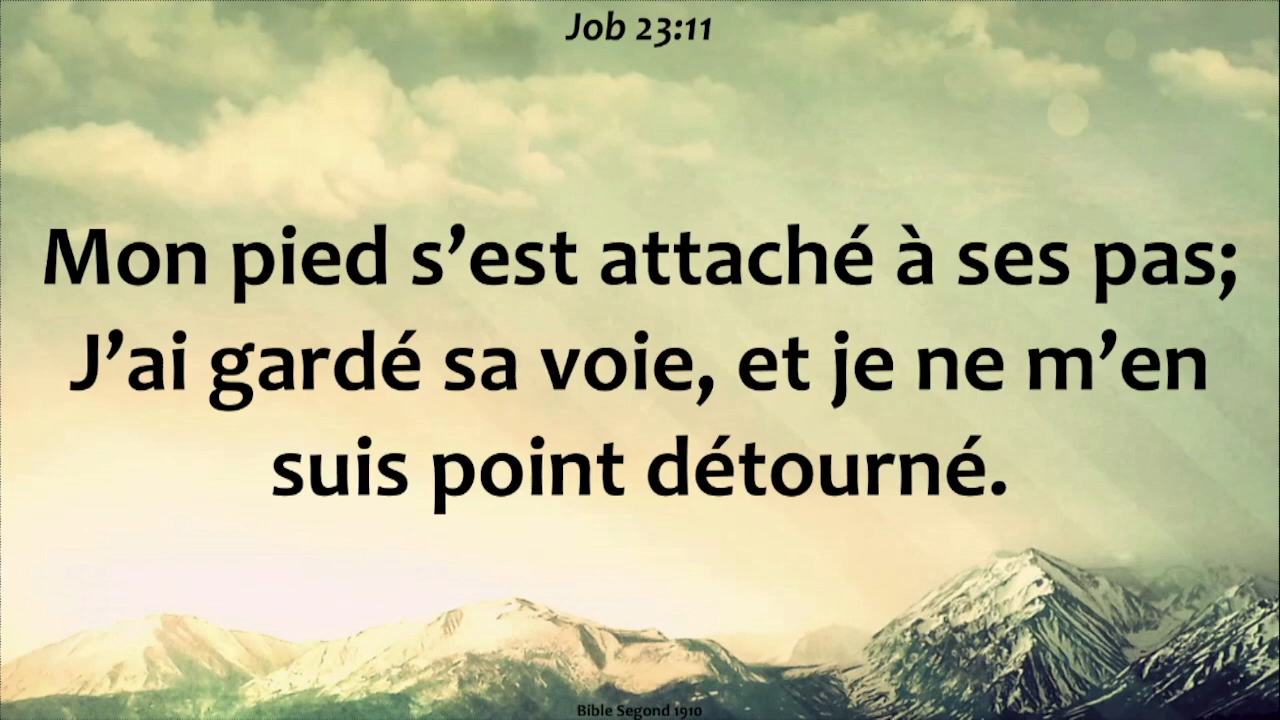 Job 23:11
Mon pied s’est attaché à ses pas;
J’ai gardé sa voie, et je ne m’en
suis point détourné.
Bible Segond 1910